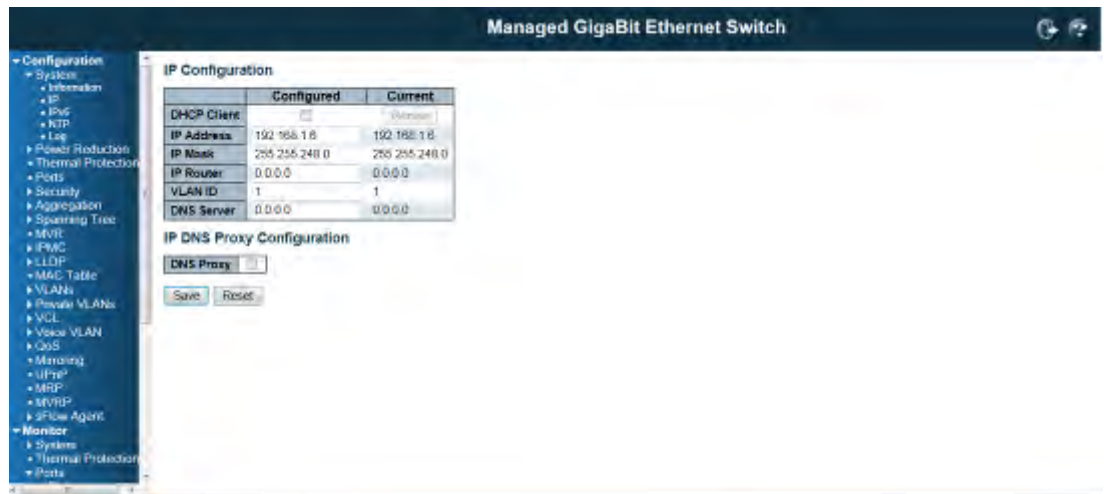 Managed GigaBit Ethernet Switch
Configuration
System
Information
IP
IPv6
NTP
Log
Power Reduction
Thermal Protection
Ports
Security
Aggregation
Spanning Tree
MVR
IPMC
LLDP
MAC Table
VLANs
Private VLANs
VCL
Voice VLAN
QoS
Mirroring
UPnP
MRP
MVRP
sFlow Agent
Monitor
System
Thermal Protection
Ports
IP Configuration
Configured Current
DHCP Client
IP Address 192.168.1.6 192.168.1.6
IP Mask 255.255.248.0 255.255.248.0
IP Router 0.0.0.0 0.0.0.0
VLAN ID 1 1
DNS Server 0.0.0.0 0.0.0.0
IP DNS Proxy Configuration
DNS Proxy
Save Reset